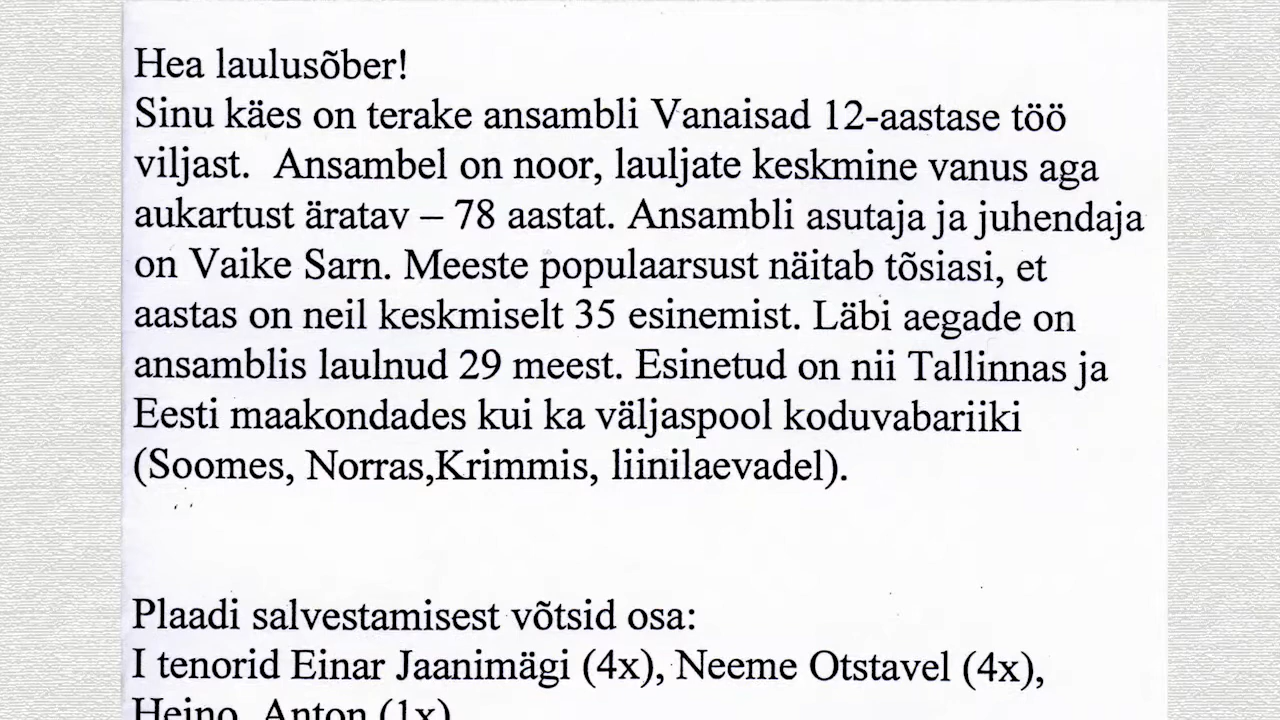 Hea laulusõber!
Sinu käes on terake ansambli Vanaisad 12-aastase töö
viljast. Ansambel on noor, lauljate keskmine vanus aga
aukartust äratav – 78 aastat. Ansambli asutaja ja juhendaja
on Vaike Sarn. Meeste populaarsust näitab tõsiasi, et
aastas on neil keskmiselt 35 esinemist. Läbi aegade on
ansamblis laulnud 29 meest. Esinetud on nii Tallinnas ja
Eesti maakondades kui ka väljaspool koduvabariiki
(Soomes, Norras,Krimmis, liinilaevadel).
Plaadi salvestamisest võtsid osa:
I tenorid Einar Jaanimägi (4x), Neeme Otstavel (4x),
Heino Anton (1x)